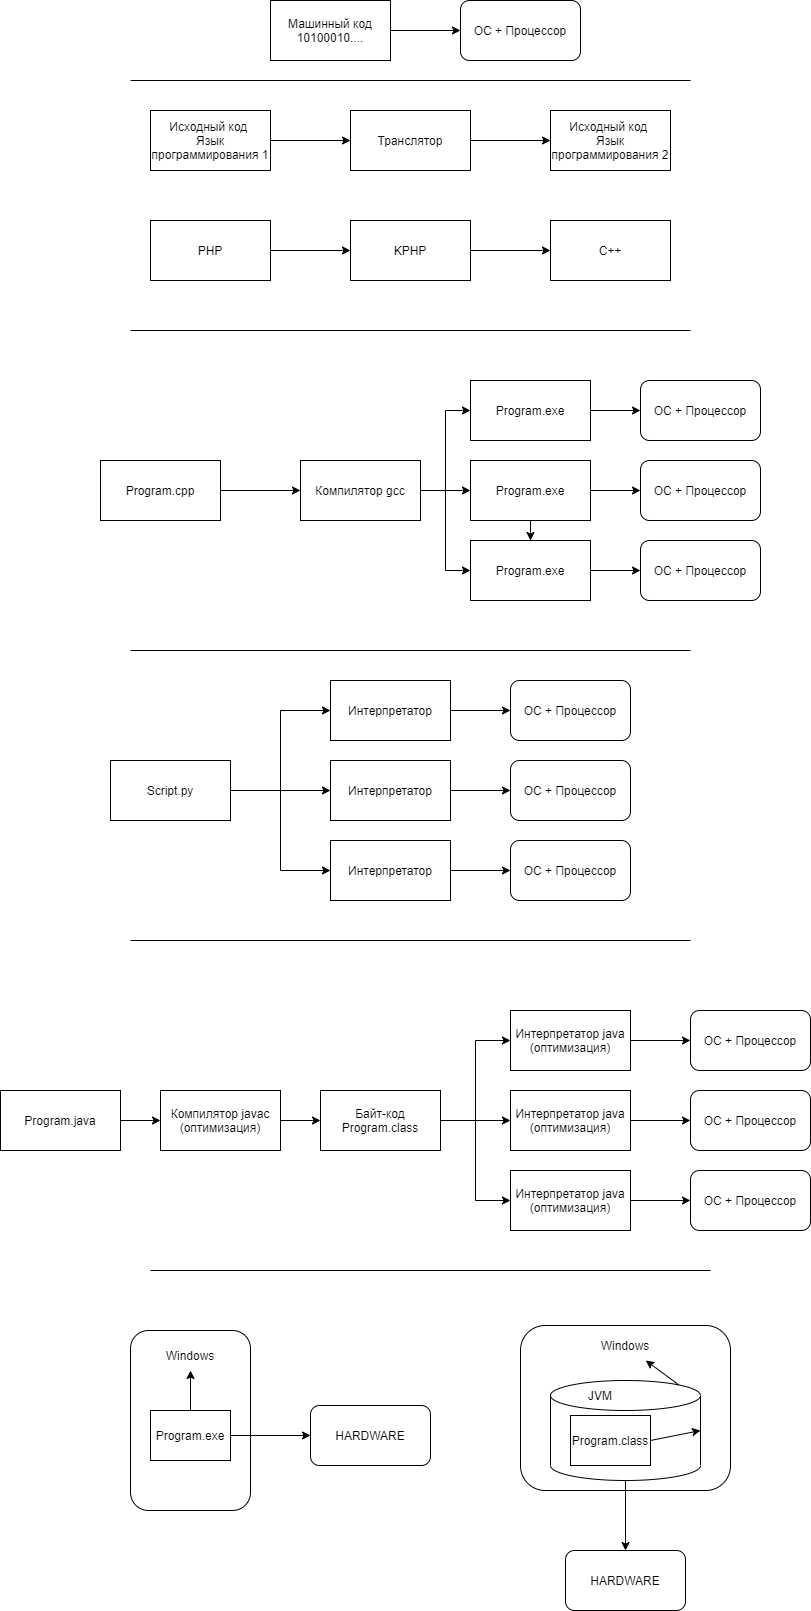 Машинный код
10100010....
ОС + Процессор
Исходный код
Язык
программирования 1
Транслятор
Исходный код
Язык
программирования 2
PHP
KPHP
C++
Program.exe
ОС + Процессор
Program.cpp
Компилятор gcc
Program.exe
ОС + Процессор
Program.exe
ОС + Процессор
Интерпретатор
ОС + Процессор
Script.py
Интерпретатор
ОС + Процессор
Интерпретатор
ОС + Процессор
Интерпретатор java
(оптимизация)
ОС + Процессор
Program.java
Компилятор javac
(оптимизация)
Байт-код
Program.class
Интерпретатор java
(оптимизация)
ОС + Процессор
Интерпретатор java
(оптимизация)
ОС + Процессор
Windows
Program.exe
HARDWARE
Windows
JVM
Program.class
HARDWARE